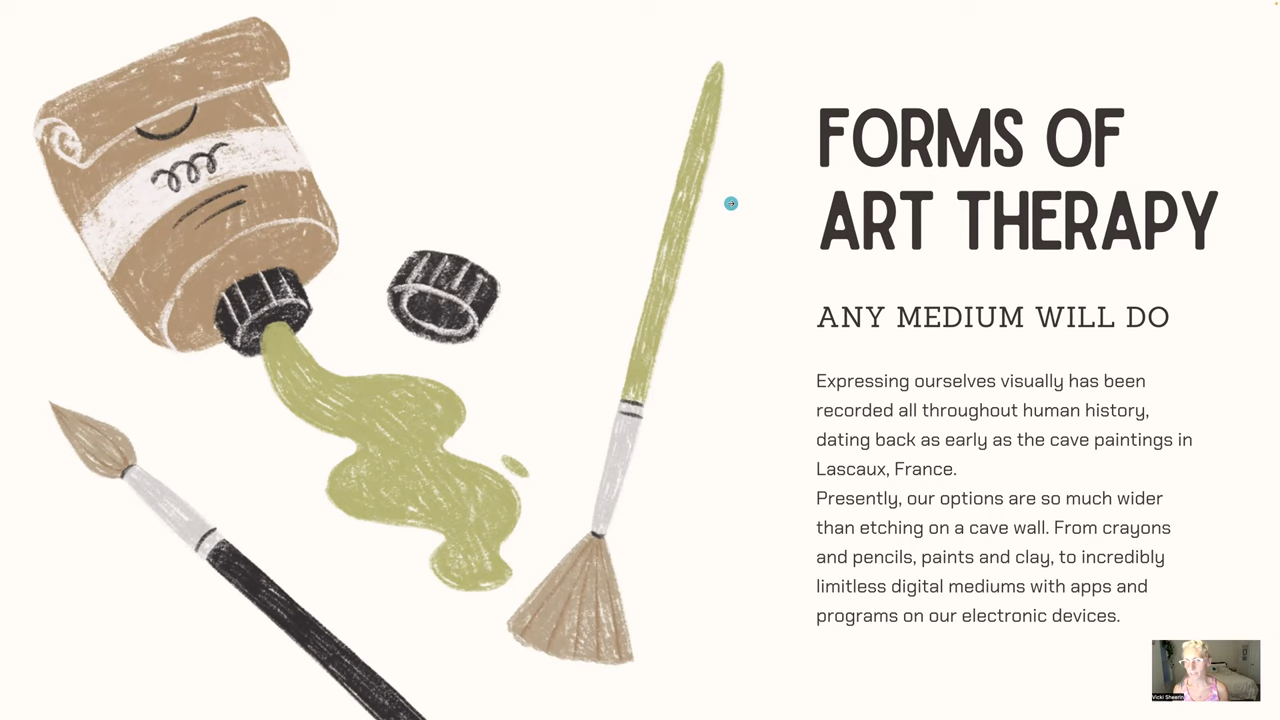 FORMS OF
ART THERAPY
ANY MEDIUM WILL DO
Expressing ourselves visually has been
recorded all throughout human history,
dating back as early as the cave paintings in
Lascaux, France.
Presently, our options are so much wider
than etching on a cave wall. From crayons
and pencils, paints and clay, to incredibly
limitless digital mediums with apps and
programs on our electronic devices.
Vicki Sheerin